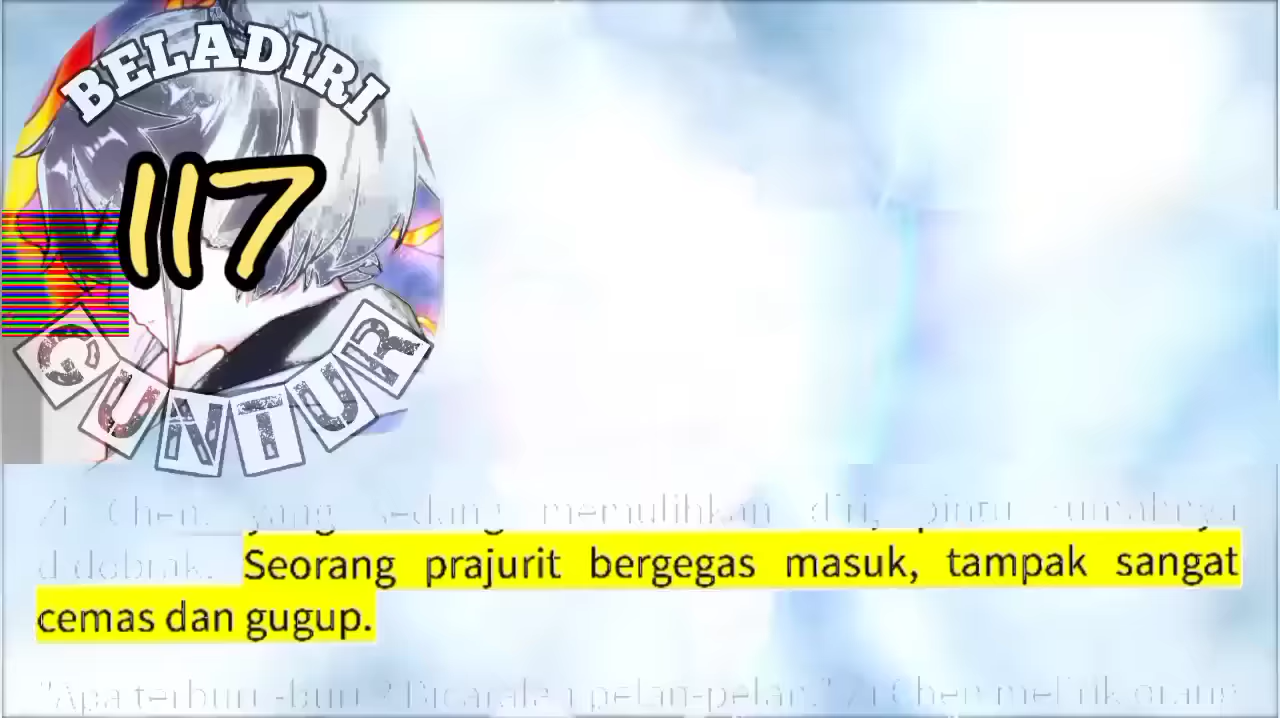 BELADIRI
117
GUNTUR
Zi Chen, yang sedang memulihkan diri, pintu rumahnya
didobrak. Seorang prajurit bergegas masuk, tampak sangat
cemas dan gugup.
"Apa terburu-buru? Bicaralah pelan-pelan." Zi Chen melirik orang